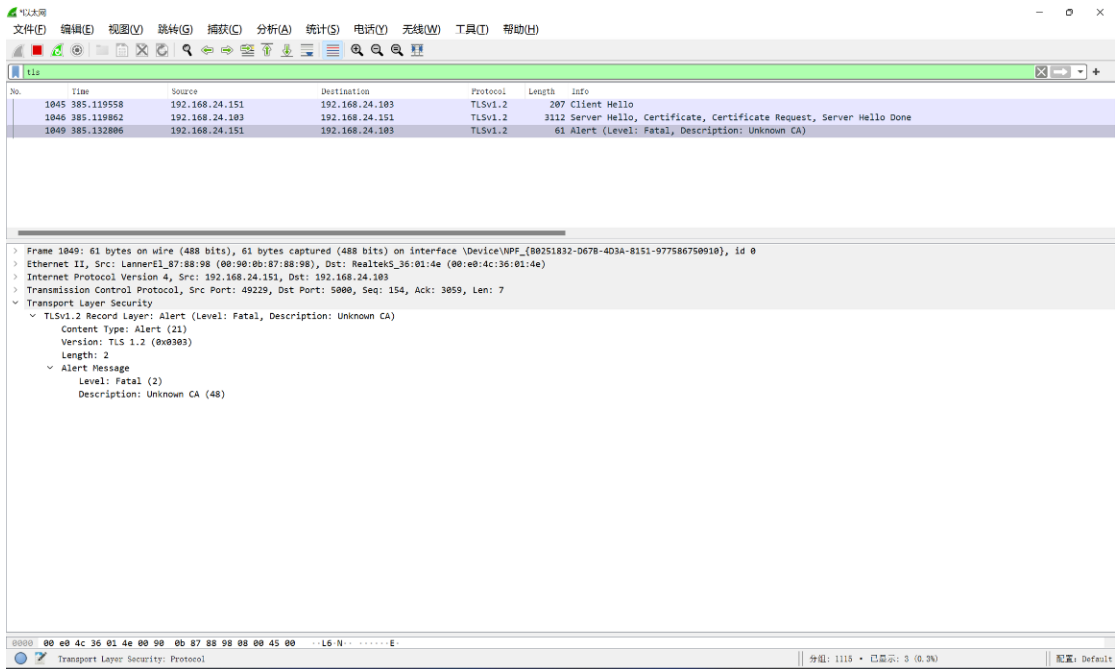 *以太网
文件(F) 编辑(E) 视图(V) 跳转(G) 捕获(C) 分析(A) 统计(S) 电话(Y) 无线(W) 工具(T) 帮助(H)
tls
No. Time Source Destination Protocol Length Info
1045 385.119558 192.168.24.151 192.168.24.103 TLSv1.2 207 Client Hello
1046 385.119862 192.168.24.103 192.168.24.151 TLSv1.2 3112 Server Hello, Certificate, Certificate Request, Server Hello Done
1049 385.132806 192.168.24.151 192.168.24.103 TLSv1.2 61 Alert (Level: Fatal, Description: Unknown CA)
> Frame 1049: 61 bytes on wire (488 bits), 61 bytes captured (488 bits) on interface \Device\NPF_{80251832-D67B-4D3A-8151-977586750910}, id 0
> Ethernet II, Src: LannerEl_87:88:98 (00:90:0b:87:88:98), Dst: RealtekS_36:01:4e (00:e0:4c:36:01:4e)
> Internet Protocol Version 4, Src: 192.168.24.151, Dst: 192.168.24.103
> Transmission Control Protocol, Src Port: 49229, Dst Port: 5000, Seq: 154, Ack: 3059, Len: 7
Transport Layer Security
TLSv1.2 Record Layer: Alert (Level: Fatal, Description: Unknown CA)
Content Type: Alert (21)
Version: TLS 1.2 (0x0303)
Length: 2
Alert Message
Level: Fatal (2)
Description: Unknown CA (48)
0000 00 e0 4c 36 01 4e 00 90 0b 87 88 98 08 00 45 00 ··L6·N·· ······E·
Transport Layer Security: Protocol 分组: 1115 · 已显示: 3 (0.3%) 配置: Default